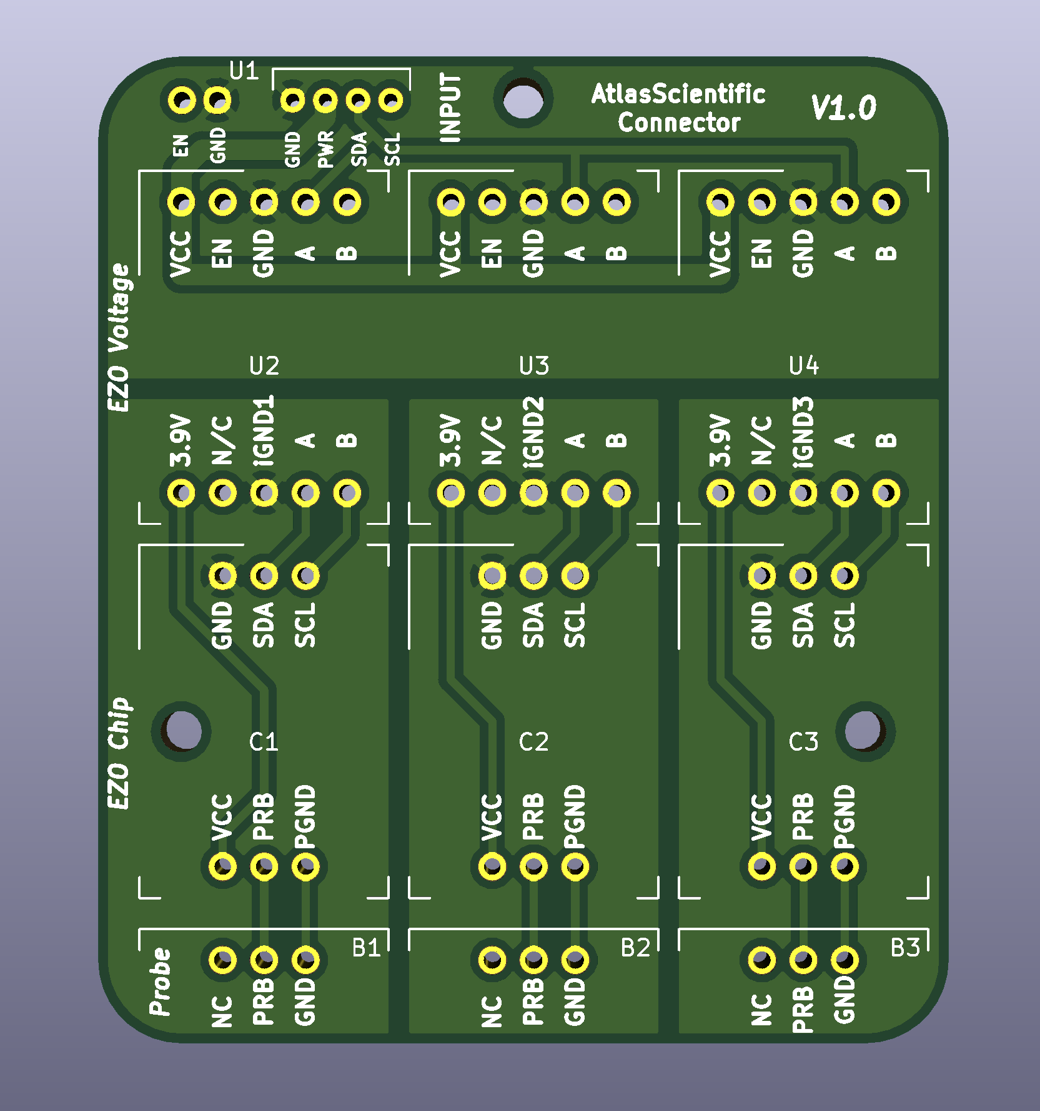 U1
INPUT
AtlasScientific
Connector
V1.0
EN GND GND PWR SDA SCL
VCC EN GND A B VCC EN GND A B VCC EN GND A B
EZO Voltage
U2 U3 U4
3.9V N/C iGND1 A B 3.9V N/C iGND2 A B 3.9V N/C iGND3 A B
GND SDA SCL GND SDA SCL GND SDA SCL
EZO Chip
C1 C2 C3
VCC PRB PGND VCC PRB PGND VCC PRB PGND
B1 B2 B3
Probe
NC PRB GND NC PRB GND NC PRB GND